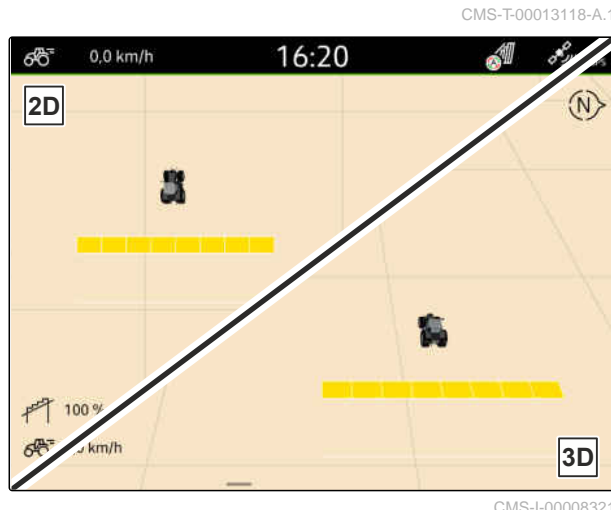 CMS-T-00013118-A.1
0,0 km/h 16:20
2D
N
100 %
km/h
3D
CMS-I-00008321